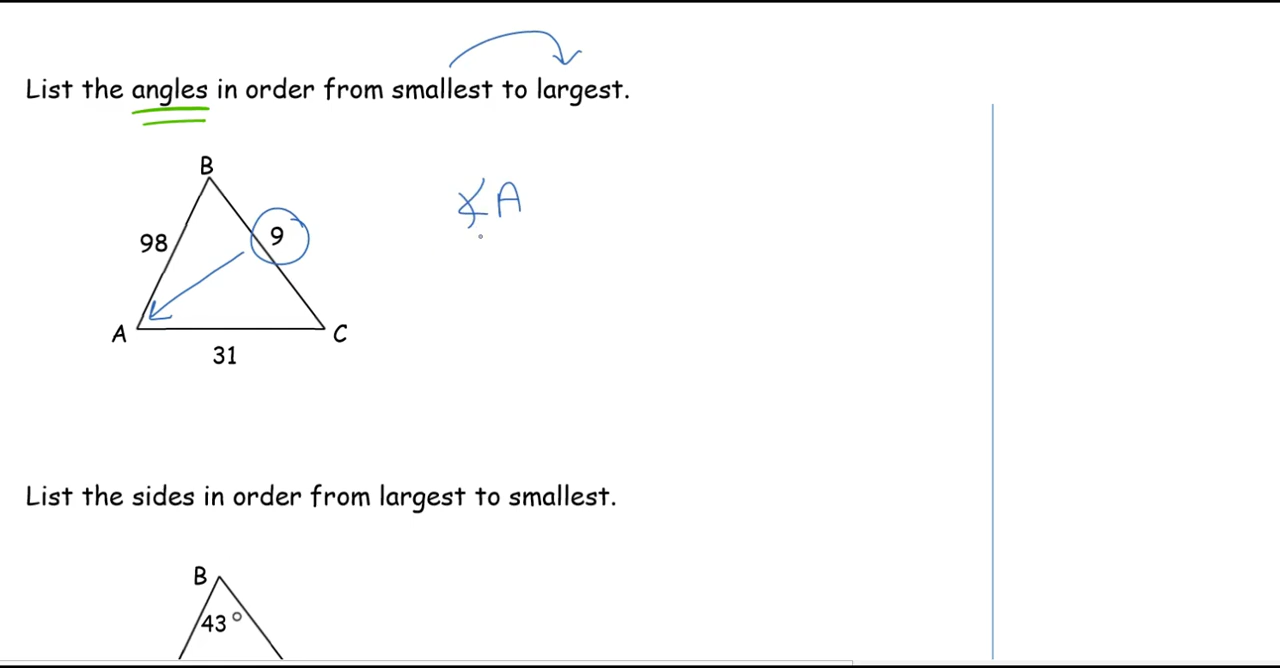 List the angles in order from smallest to largest.
B
∡A
98
9
A
C
31
List the sides in order from largest to smallest.
B
43°